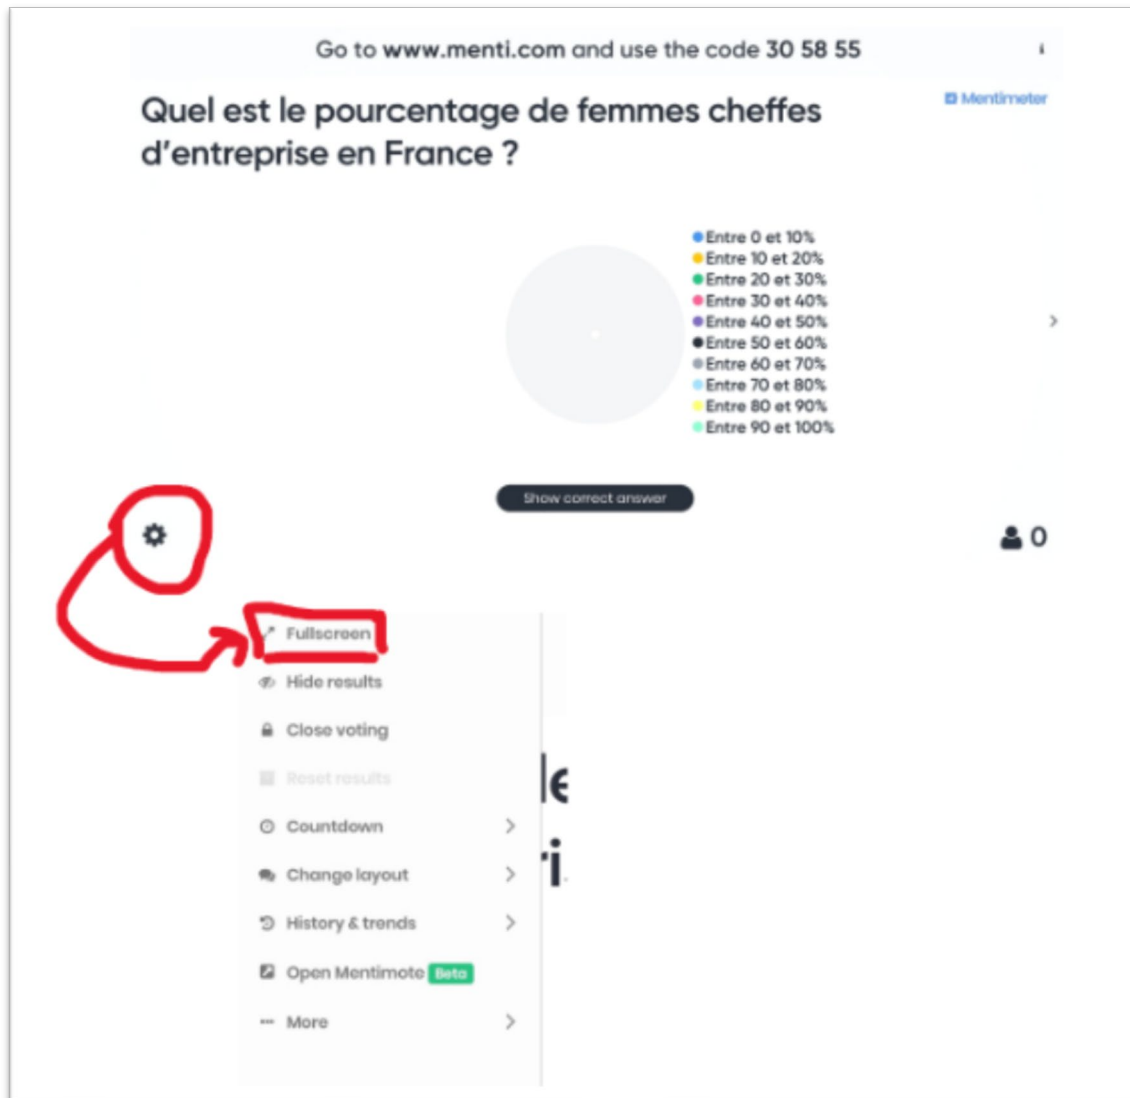 Go to www.menti.com and use the code 30 58 55
Mentimeter
Quel est le pourcentage de femmes cheffes
d'entreprise en France ?
Entre 0 et 10%
Entre 10 et 20%
Entre 20 et 30%
Entre 30 et 40%
Entre 40 et 50%
Entre 50 et 60%
Entre 60 et 70%
Entre 70 et 80%
Entre 80 et 90%
Entre 90 et 100%
Show correct answer
0
Fullscreen
Hide results
Close voting
Reset results
Countdown
Change layout
History & trends
Open Mentimote Beta
More